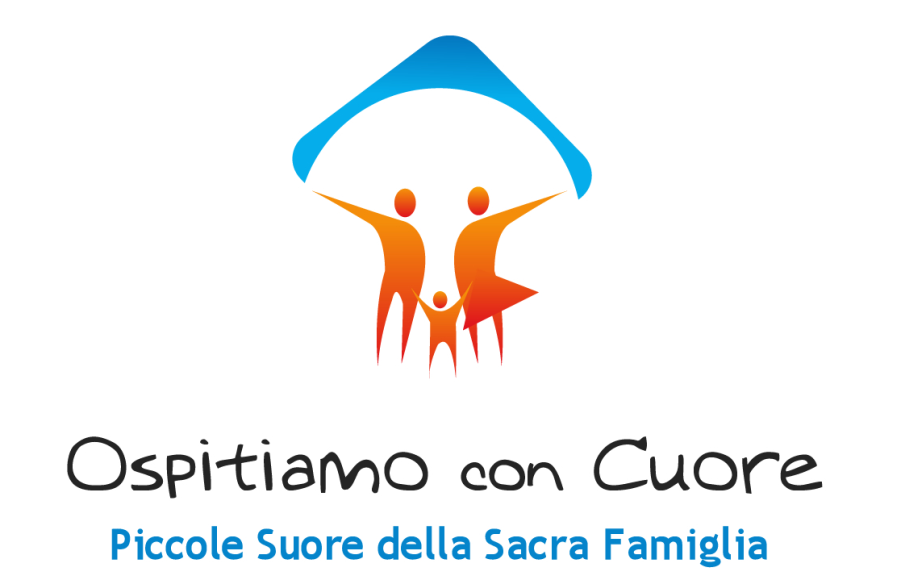 Ospitiamo con Cuore
Piccole Suore della Sacra Famiglia